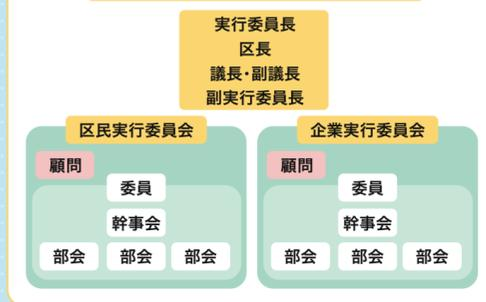 実行委員長
区長
議長・副議長
副実行委員長
区民実行委員会
顧問
委員
幹事会
部会 部会 部会
企業実行委員会
顧問
委員
幹事会
部会 部会 部会